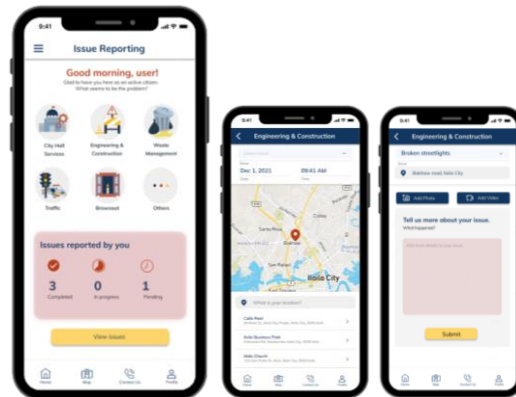 9:41
Issue Reporting
Good morning, user!
Glad to have you here as an active citizen.
What seems to be the problem?
City Hall
Services
Engineering &
Construction
Waste
Management
Traffic
Brownout
Others
Issues reported by you
3
0
1
Completed
In progress
Pending
View Issues
Home
Map
Contact Us
Profile
9:41
Engineering & Construction
Dec 1, 2021
09:41 AM
Date
Time
Iloilo City
What is your location?
Calle Real
Iloilo Business Park
Iloilo Church
Home
Map
Contact Us
Profile
9:41
Engineering & Construction
Broken streetlights
Add Photo
Add Video
Tell us more about your issue.
What happened?
Submit
Home
Map
Contact Us
Profile